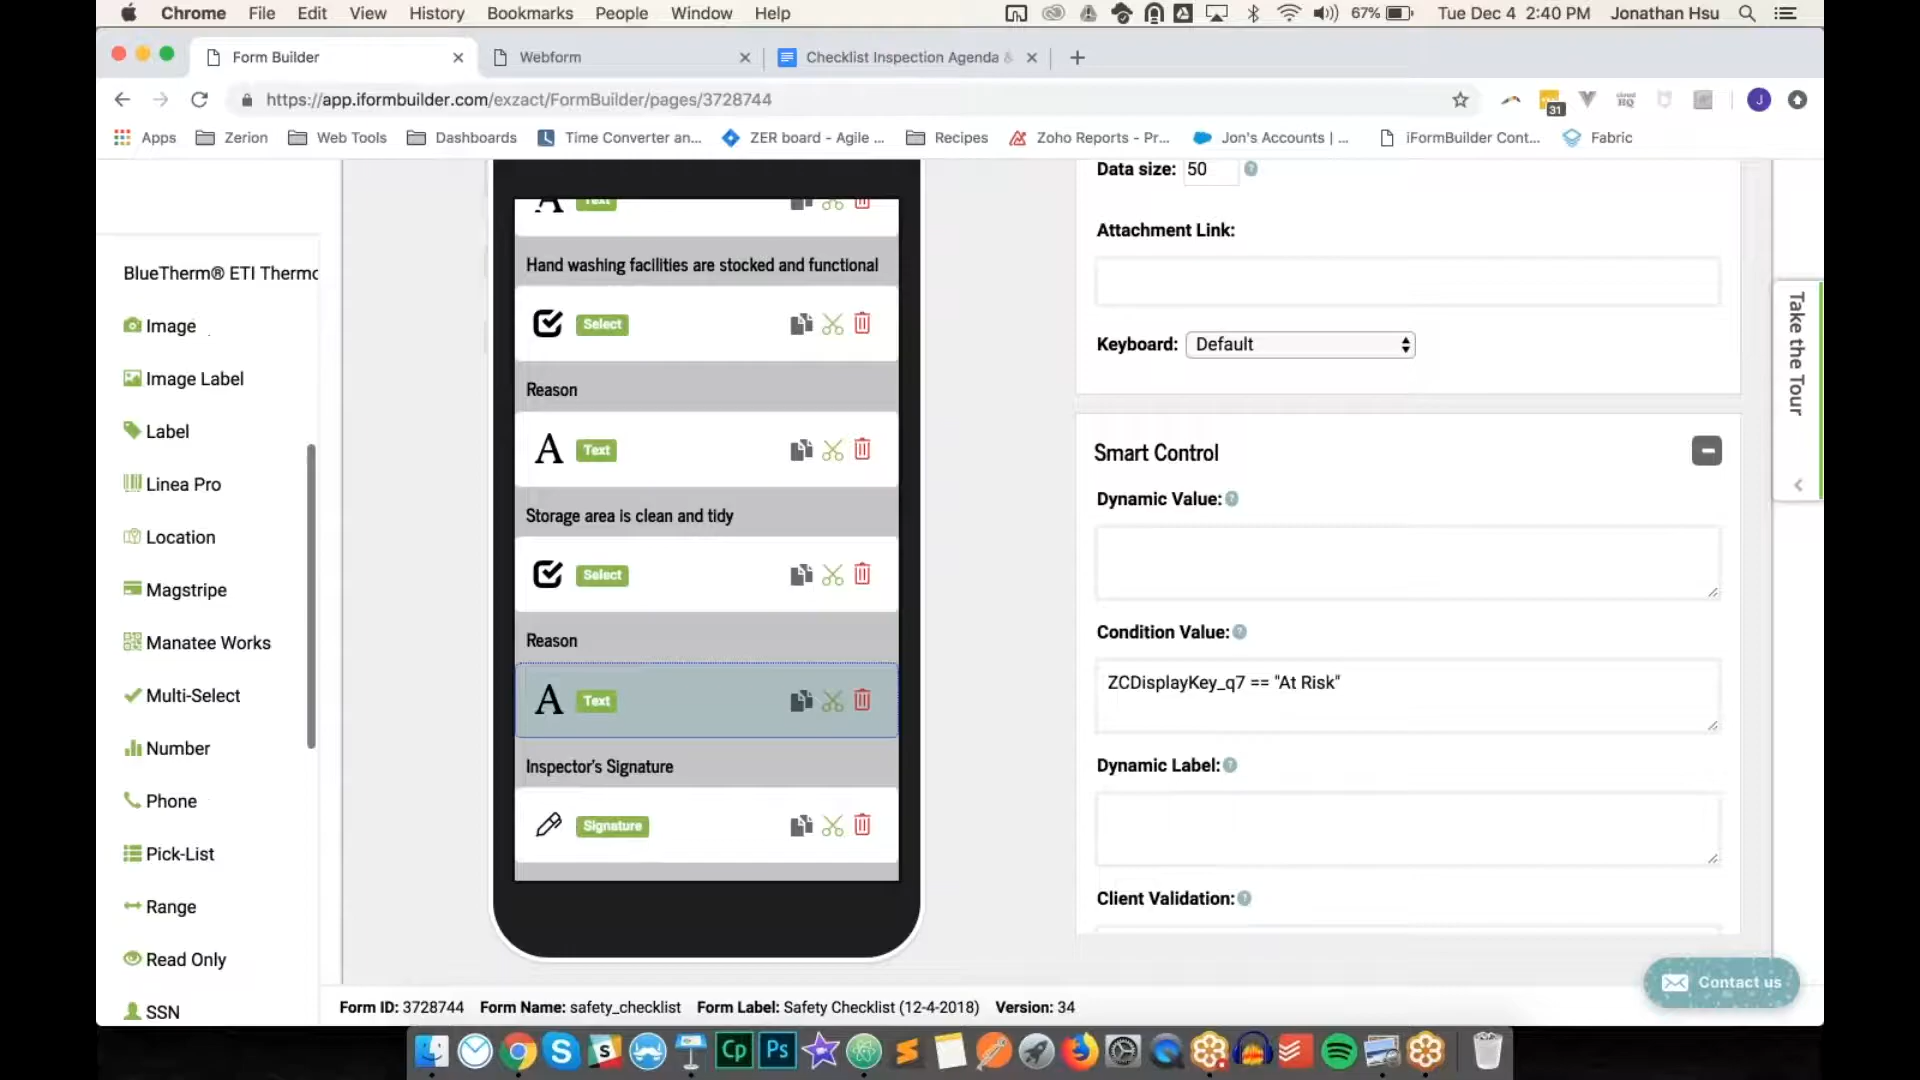 Chrome File Edit View History Bookmarks People Window Help 67% Tue Dec 4 2:40 PM Jonathan Hsu
Form Builder Webform Checklist Inspection Agenda &
https://app.iformbuilder.com/exzact/FormBuilder/pages/3728744
31
HQ
J
Apps Zerion Web Tools Dashboards Time Converter an... ZER board - Agile ... Recipes Zoho Reports - Pr... Jon's Accounts | ... iFormBuilder Cont... Fabric
BlueTherm® ETI Thermo
Image
Image Label
Label
Linea Pro
Location
Magstripe
Manatee Works
Multi-Select
Number
Phone
Pick-List
Range
Read Only
SSN
A Text
Hand washing facilities are stocked and functional
Select
Reason
A Text
Storage area is clean and tidy
Select
Reason
A Text
Inspector's Signature
Signature
Data size: 50
Attachment Link:
Keyboard: Default
Smart Control
Dynamic Value:
Condition Value:
ZCDisplayKey_q7 == "At Risk"
Dynamic Label:
Client Validation:
Take the Tour
Contact us
Form ID: 3728744 Form Name: safety_checklist Form Label: Safety Checklist (12-4-2018) Version: 34
S
S
Cp
Ps